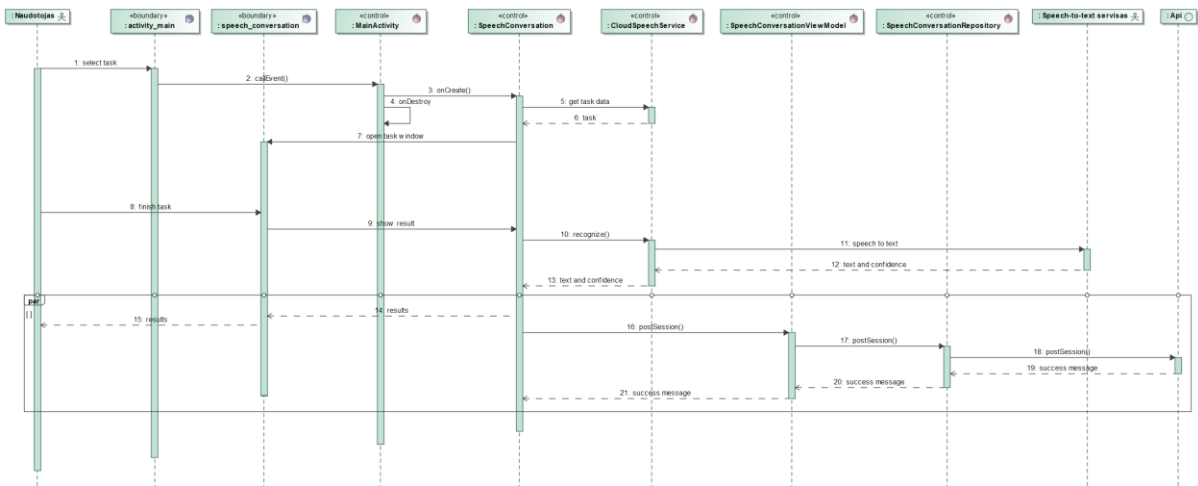 : Naudotojas
«boundary»
: activity_main
«boundary»
: speech_conversation
«control»
: MainActivity
«control»
: SpeechConversation
«control»
: CloudSpeechService
«control»
: SpeechConversationViewModel
«control»
: SpeechConversationRepository
: Speech-to-text servisas
: Api
1: select task
2: callEvent()
3: onCreate()
4: onDestroy
5: get task data
6: task
7: open task window
8: finish task
9: show result
10: recognize()
11: speech to text
12: text and confidence
13: text and confidence
par
[ ]
14: results
15: results
16: postSession()
17: postSession()
18: postSession()
19: success message
20: success message
21: success message